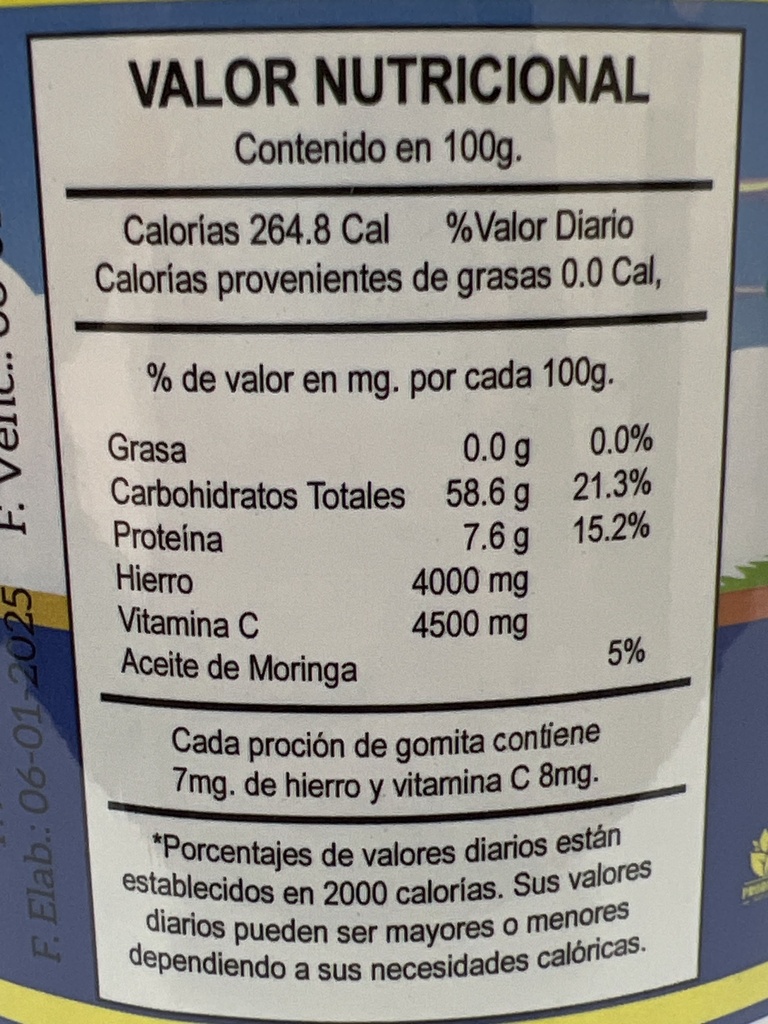 VALOR NUTRICIONAL
Contenido en 100g.
Calorías 264.8 Cal %Valor Diario
Calorías provenientes de grasas 0.0 Cal,
% de valor en mg. por cada 100g.
Grasa 0.0 g 0.0%
Carbohidratos Totales 58.6 g 21.3%
Proteína 7.6 g 15.2%
Hierro 4000 mg
Vitamina C 4500 mg
Aceite de Moringa 5%
Cada proción de gomita contiene
7mg. de hierro y vitamina C 8mg.
*Porcentajes de valores diarios están
establecidos en 2000 calorías. Sus valores
diarios pueden ser mayores o menores
dependiendo a sus necesidades calóricas.
F. Elab.: 06-01-2025 F. Venc.: